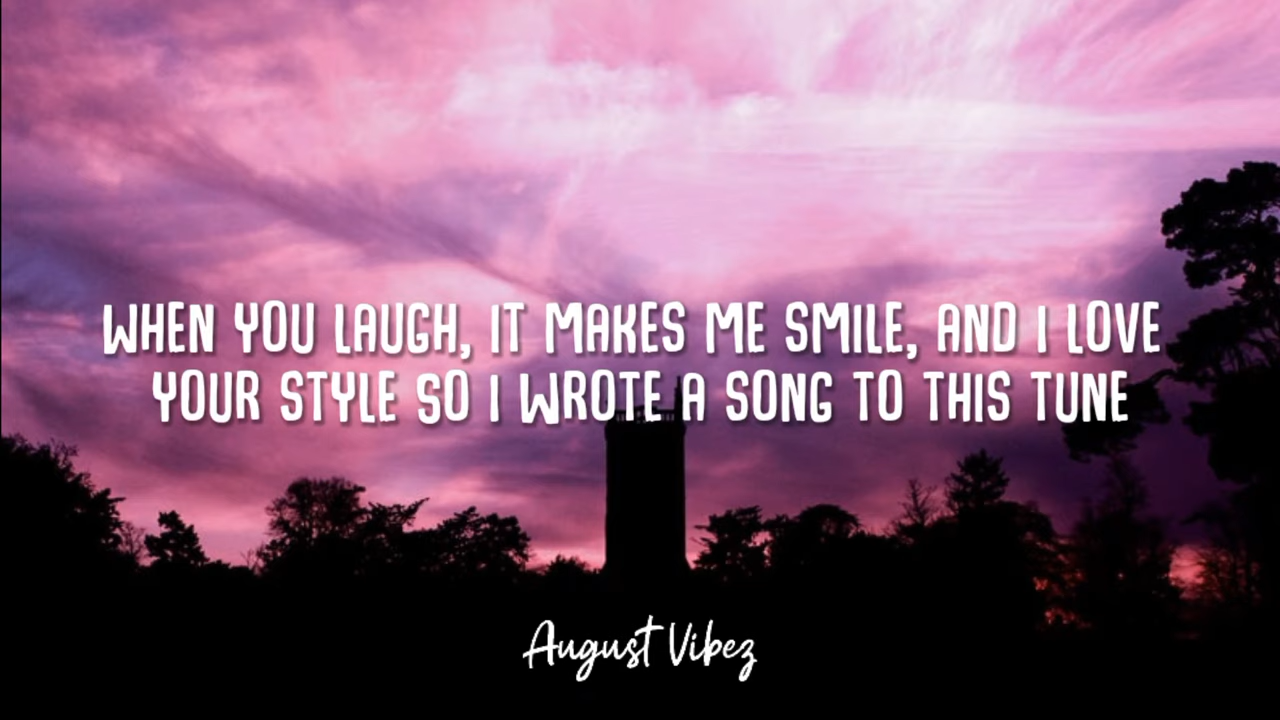 WHEN YOU LAUGH, IT MAKES ME SMILE, AND I LOVE
YOUR STYLE SO I WROTE A SONG TO THIS TUNE
August Vibez